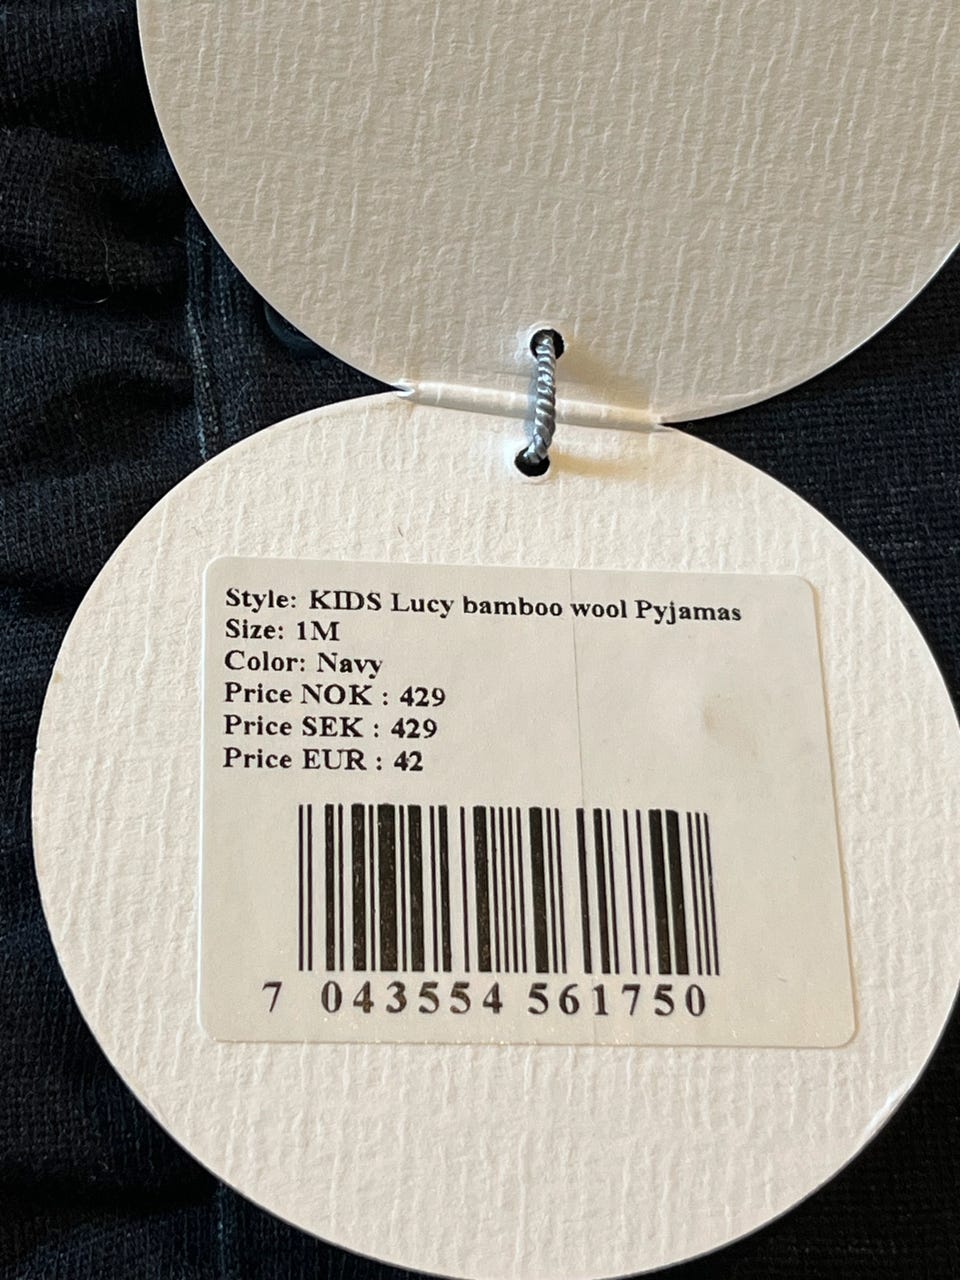 Style: KIDS Lucy bamboo wool Pyjamas
Size: 1M
Color: Navy
Price NOK : 429
Price SEK : 429
Price EUR : 42
7 043554 561750